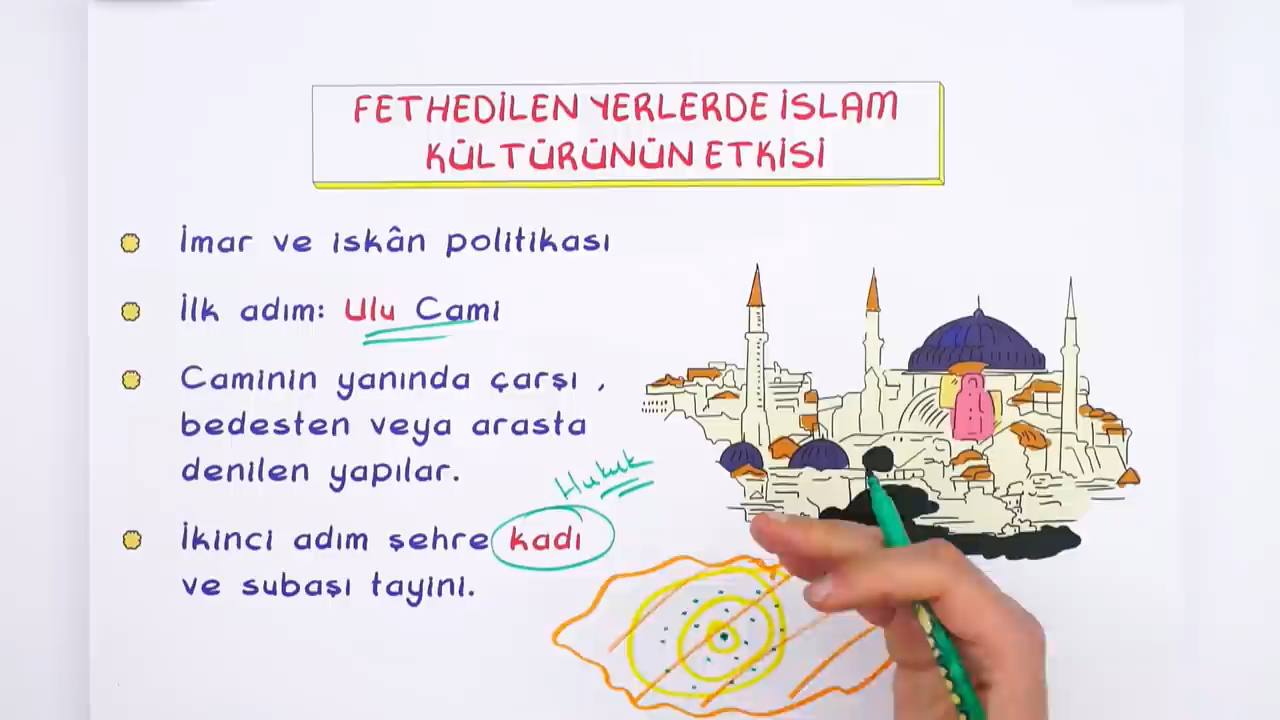 FETHEDİLEN YERLERDE İSLAM
KÜLTÜRÜNÜN ETKİSİ
İmar ve iskân politikası
İlk adım: Ulu Cami
Caminin yanında çarşı ,
bedesten veya arasta
denilen yapılar.
Hukuk
İkinci adım şehre kadı
ve subaşı tayini.